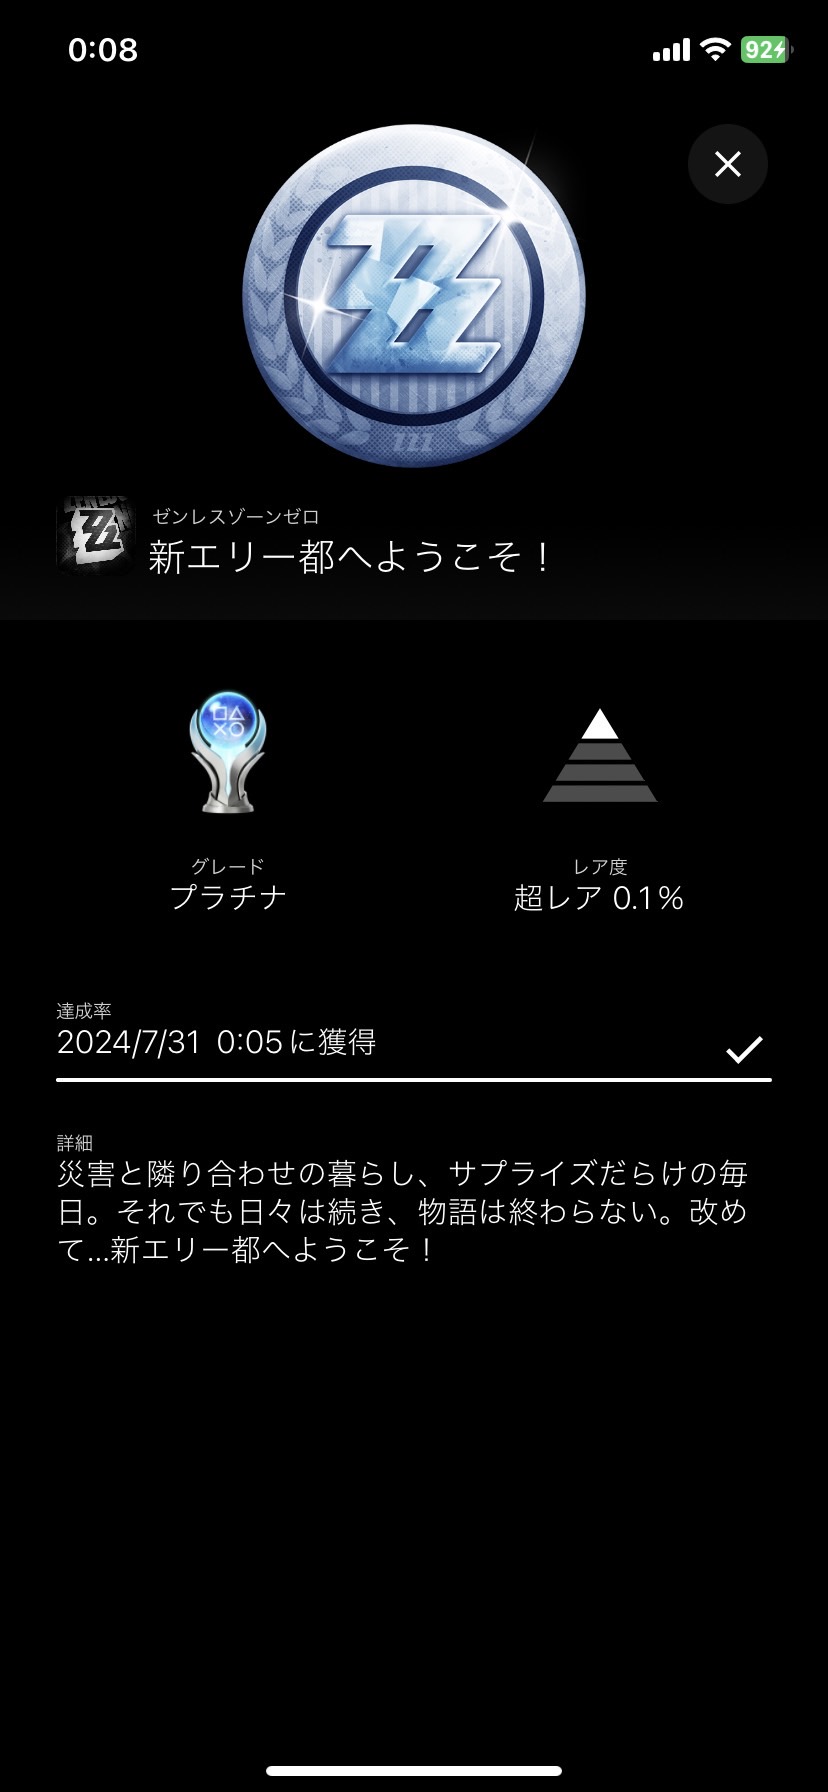 0:08
92
ZZZ
ゼンレスゾーンゼロ
新エリー都へようこそ！
グレード
プラチナ
レア度
超レア 0.1%
達成率
2024/7/31 0:05に獲得
詳細
災害と隣り合わせの暮らし、サプライズだらけの毎
日。それでも日々は続き、物語は終わらない。改め
て...新エリー都へようこそ！